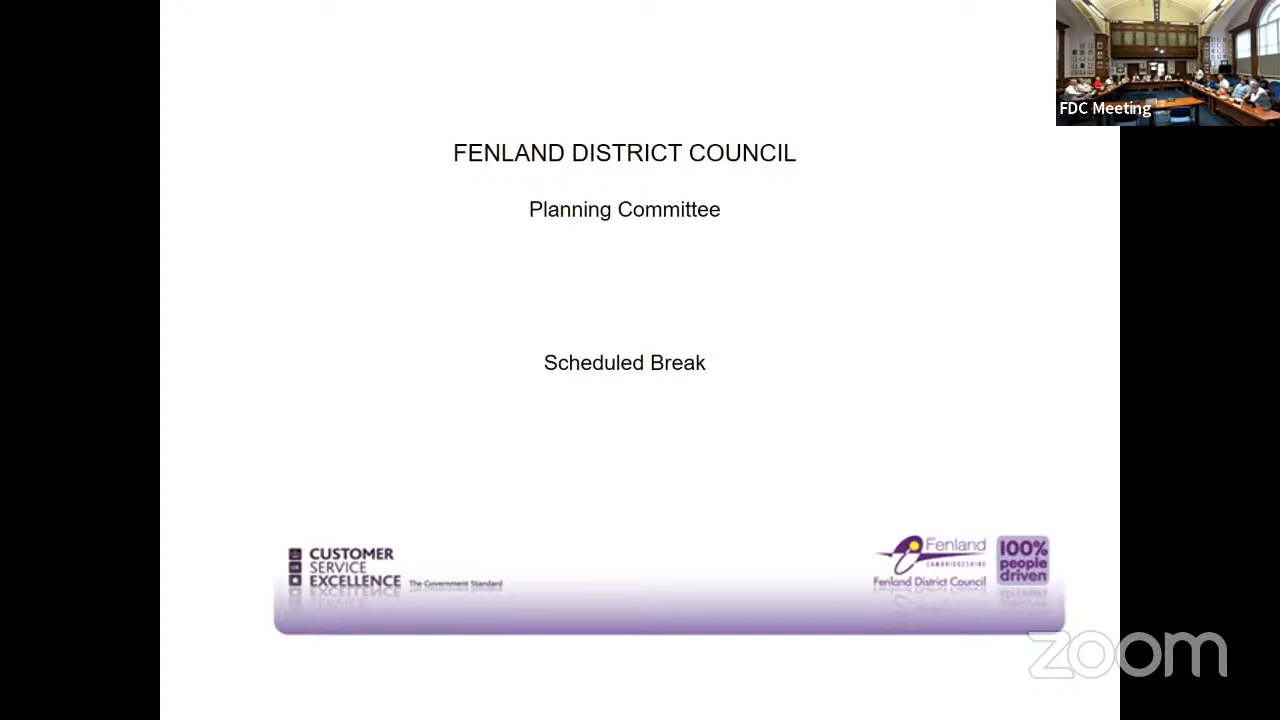 FDC Meeting
FENLAND DISTRICT COUNCIL
Planning Committee
Scheduled Break
CUSTOMER
SERVICE
EXCELLENCE The Government Standard
Fenland
CAMBRIDGESHIRE
Fenland District Council
100%
people
driven
zoom